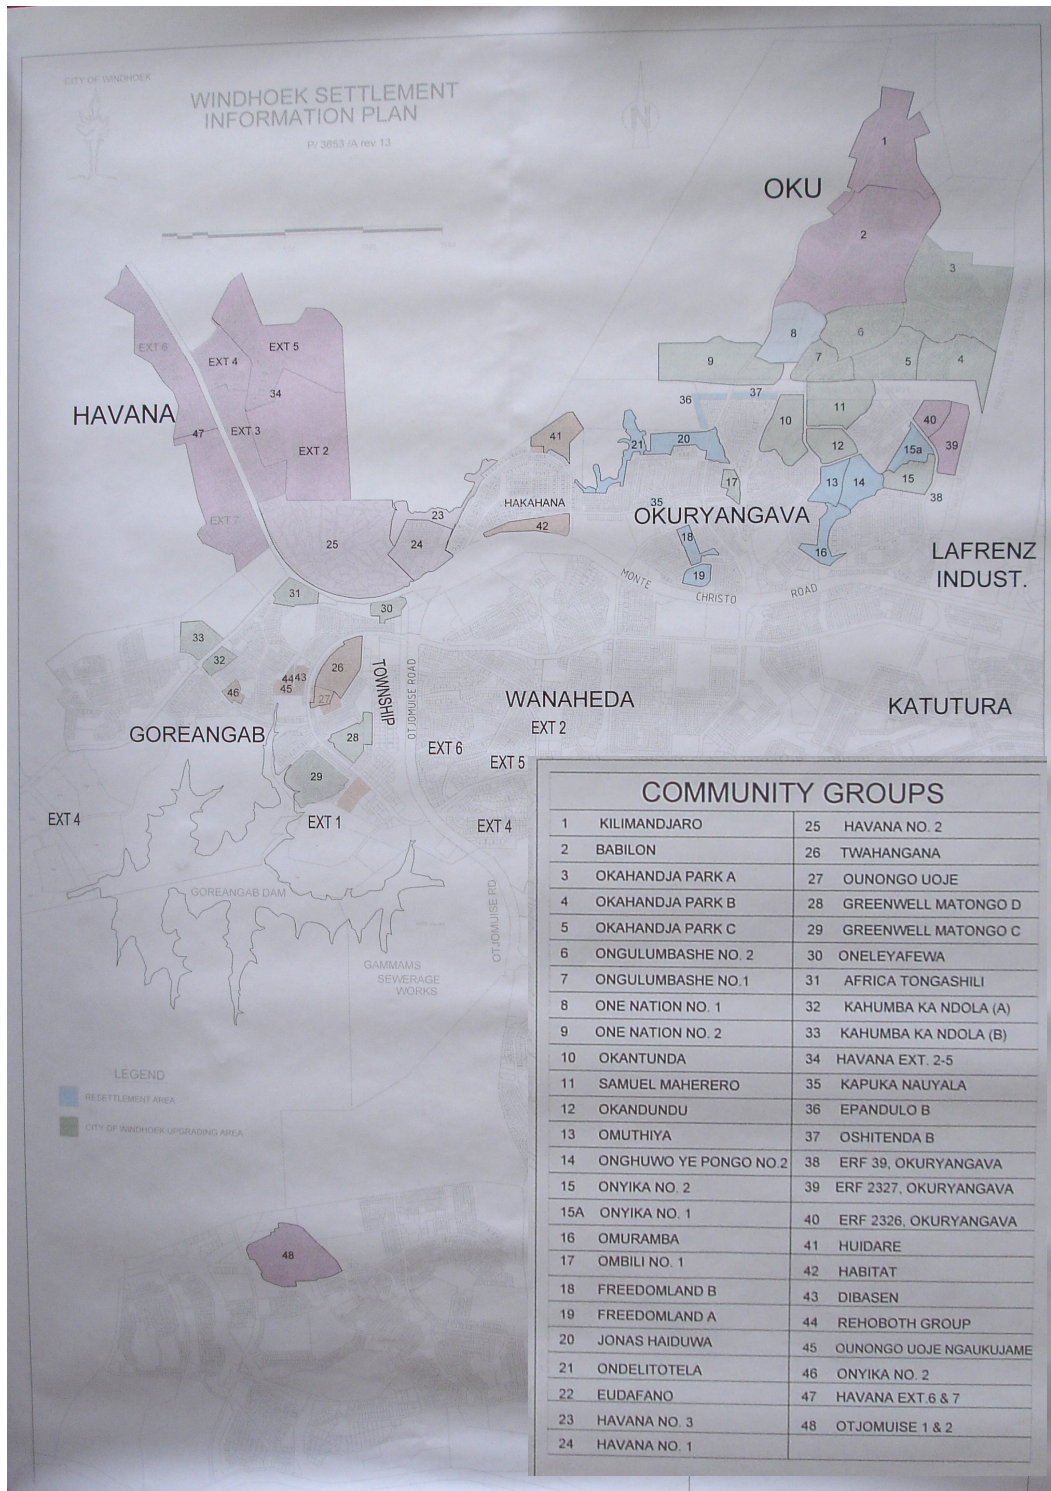 CITY OF WINDHOEK
WINDHOEK SETTLEMENT
INFORMATION PLAN
P/ 3653 /A rev 13
N
1
OKU
2
3
8
6
7
5
4
9
EXT 6
EXT 5
EXT 4
34
HAVANA
47
EXT 3
EXT 2
EXT 7
36
37
10
11
40
39
12
15a
41
21
20
17
13
14
15
38
HAKAHANA
35
OKURYANGAVA
42
23
25
24
18
16
19
LAFRENZ
INDUST.
MONTE
CHRISTO
ROAD
31
30
33
32
26
44
43
45
46
27
TOWNSHIP
OTJOMUISE ROAD
WANAHEDA
EXT 2
KATUTURA
GOREANGAB
28
EXT 6
EXT 5
29
EXT 4
EXT 1
EXT 4
GOREANGAB DAM
OTJOMUISE RD
GAMMAMS
SEWERAGE
WORKS
LEGEND
RESETTLEMENT AREA
CITY OF WINDHOEK-UPGRADING AREA
48
COMMUNITY GROUPS
1 KILIMANDJARO
2 BABILON
3 OKAHANDJA PARK A
4 OKAHANDJA PARK B
5 OKAHANDJA PARK C
6 ONGULUMBASHE NO. 2
7 ONGULUMBASHE NO.1
8 ONE NATION NO. 1
9 ONE NATION NO. 2
10 OKANTUNDA
11 SAMUEL MAHERERO
12 OKANDUNDU
13 OMUTHIYA
14 ONGHUWO YE PONGO NO.2
15 ONYIKA NO. 2
15A ONYIKA NO. 1
16 OMURAMBA
17 OMBILI NO. 1
18 FREEDOMLAND B
19 FREEDOMLAND A
20 JONAS HAIDUWA
21 ONDELITOTELA
22 EUDAFANO
23 HAVANA NO. 3
24 HAVANA NO. 1
25 HAVANA NO. 2
26 TWAHANGANA
27 OUNONGO UOJE
28 GREENWELL MATONGO D
29 GREENWELL MATONGO C
30 ONELEYAFEWA
31 AFRICA TONGASHILI
32 KAHUMBA KA NDOLA (A)
33 KAHUMBA KA NDOLA (B)
34 HAVANA EXT. 2-5
35 KAPUKA NAUYALA
36 EPANDULO B
37 OSHITENDA B
38 ERF 39, OKURYANGAVA
39 ERF 2327, OKURYANGAVA
40 ERF 2326, OKURYANGAVA
41 HUIDARE
42 HABITAT
43 DIBASEN
44 REHOBOTH GROUP
45 OUNONGO UOJE NGAUKUJAME
46 ONYIKA NO. 2
47 HAVANA EXT.6 & 7
48 OTJOMUISE 1 & 2